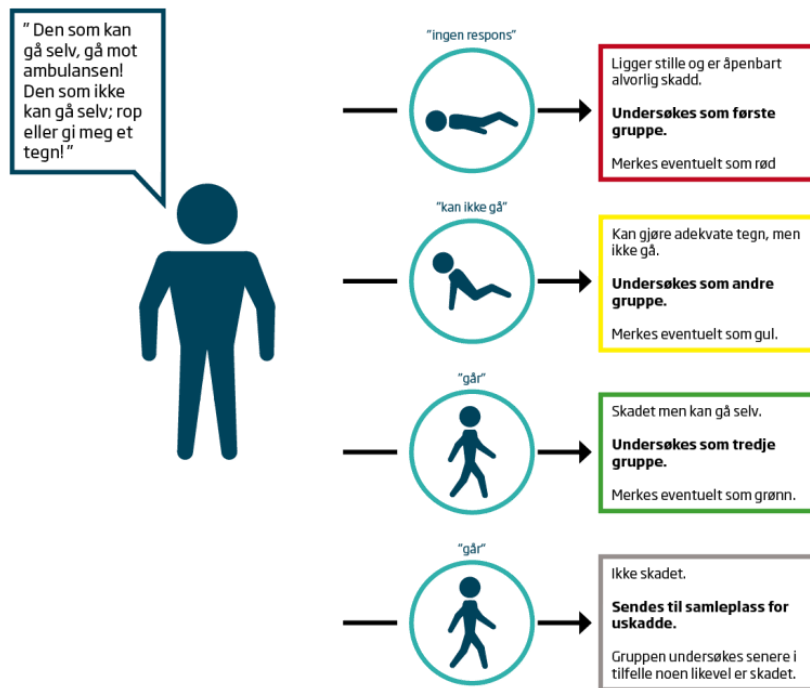 " Den som kan
gå selv, gå mot
ambulansen!
Den som ikke
kan gå selv; rop
eller gi meg et
tegn! "
"ingen respons"
Ligger stille og er åpenbart
alvorlig skadd.
Undersøkes som første
gruppe.
Merkes eventuelt som rød
"kan ikke gå"
Kan gjøre adekvate tegn, men
ikke gå.
Undersøkes som andre
gruppe.
Merkes eventuelt som gul.
"går"
Skadet men kan gå selv.
Undersøkes som tredje
gruppe.
Merkes eventuelt som grønn.
"går"
Ikke skadet.
Sendes til samleplass for
uskadde.
Gruppen undersøkes senere i
tilfelle noen likevel er skadet.